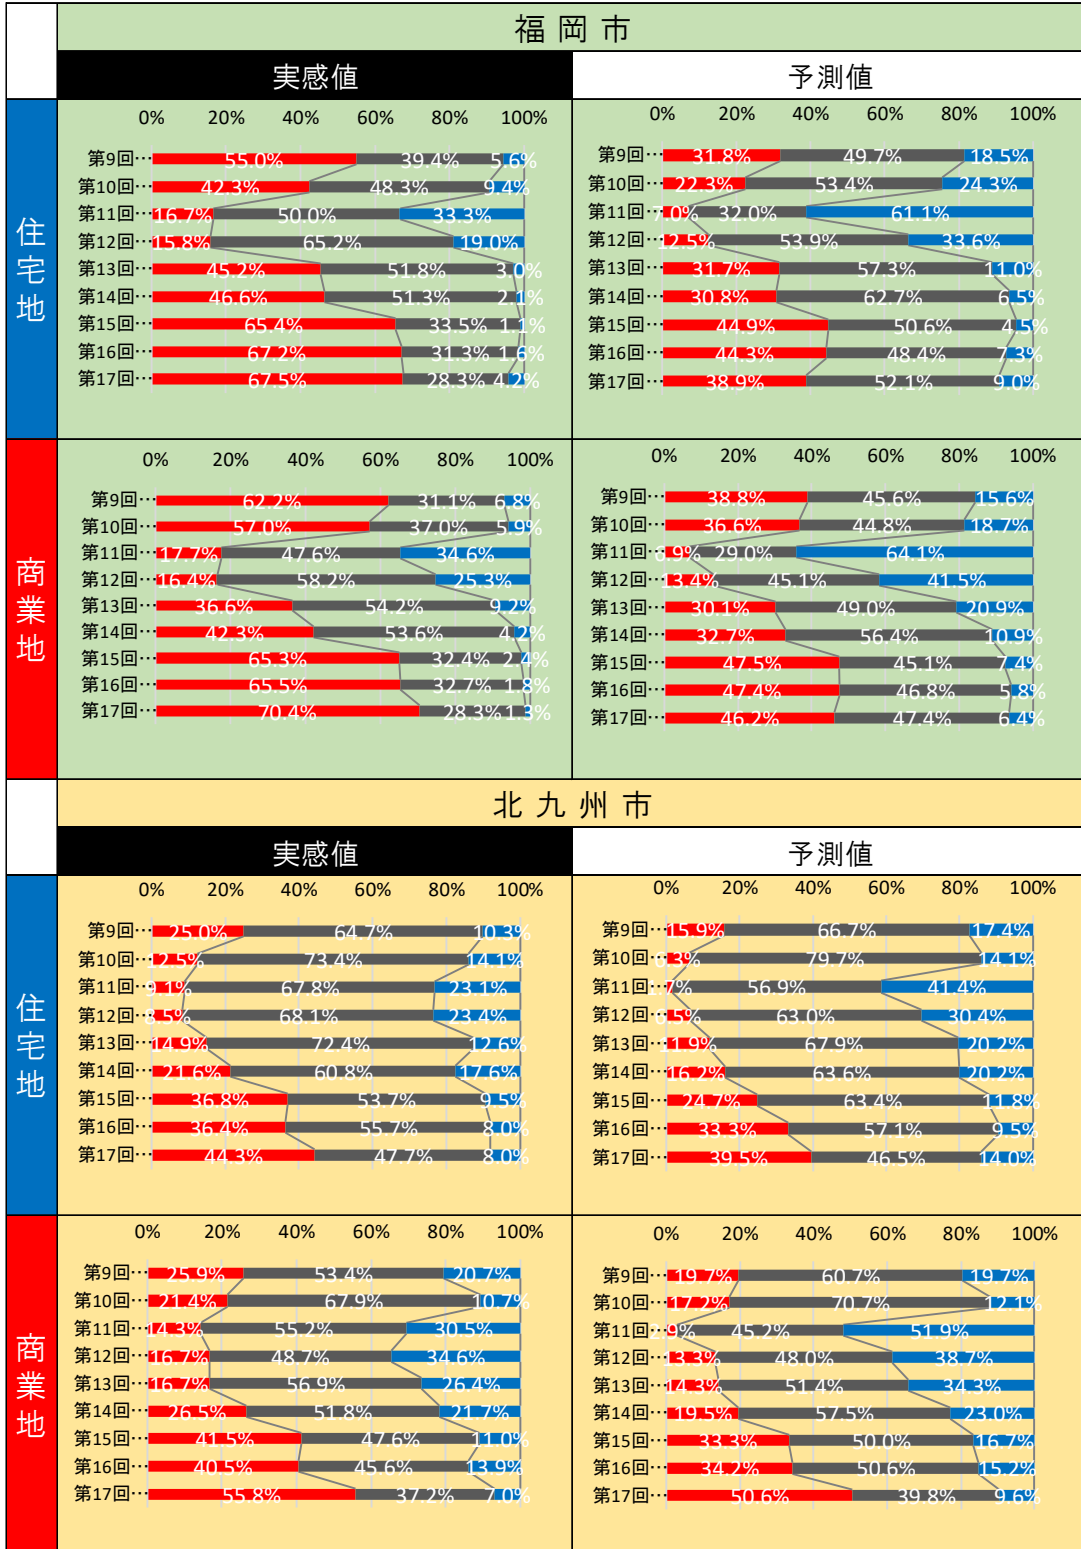 福岡市
実感値 予測値
住宅地
0% 20% 40% 60% 80% 100%
第9回… 55.0% 39.4% 5.6%
第10回… 42.3% 48.3% 9.4%
第11回… 16.7% 50.0% 33.3%
第12回… 15.8% 65.2% 19.0%
第13回… 45.2% 51.8% 3.0%
第14回… 46.6% 51.3% 2.1%
第15回… 65.4% 33.5% 1.1%
第16回… 67.2% 31.3% 1.6%
第17回… 67.5% 28.3% 4.2%
0% 20% 40% 60% 80% 100%
第9回… 31.8% 49.7% 18.5%
第10回… 22.3% 53.4% 24.3%
第11回… 7.0% 32.0% 61.1%
第12回… 12.5% 53.9% 33.6%
第13回… 31.7% 57.3% 11.0%
第14回… 30.8% 62.7% 6.5%
第15回… 44.9% 50.6% 4.5%
第16回… 44.3% 48.4% 7.3%
第17回… 38.9% 52.1% 9.0%
商業地
0% 20% 40% 60% 80% 100%
第9回… 62.2% 31.1% 6.8%
第10回… 57.0% 37.0% 5.9%
第11回… 17.7% 47.6% 34.6%
第12回… 16.4% 58.2% 25.3%
第13回… 36.6% 54.2% 9.2%
第14回… 42.3% 53.6% 4.2%
第15回… 65.3% 32.4% 2.4%
第16回… 65.5% 32.7% 1.8%
第17回… 70.4% 28.3% 1.3%
0% 20% 40% 60% 80% 100%
第9回… 38.8% 45.6% 15.6%
第10回… 36.6% 44.8% 18.7%
第11回… 6.9% 29.0% 64.1%
第12回… 13.4% 45.1% 41.5%
第13回… 30.1% 49.0% 20.9%
第14回… 32.7% 56.4% 10.9%
第15回… 47.5% 45.1% 7.4%
第16回… 47.4% 46.8% 5.8%
第17回… 46.2% 47.4% 6.4%
北九州市
実感値 予測値
住宅地
0% 20% 40% 60% 80% 100%
第9回… 25.0% 64.7% 10.3%
第10回… 12.5% 73.4% 14.1%
第11回… 9.1% 67.8% 23.1%
第12回… 8.5% 68.1% 23.4%
第13回… 14.9% 72.4% 12.6%
第14回… 21.6% 60.8% 17.6%
第15回… 36.8% 53.7% 9.5%
第16回… 36.4% 55.7% 8.0%
第17回… 44.3% 47.7% 8.0%
0% 20% 40% 60% 80% 100%
第9回… 15.9% 66.7% 17.4%
第10回… 6.3% 79.7% 14.1%
第11回… 1.7% 56.9% 41.4%
第12回… 6.5% 63.0% 30.4%
第13回… 11.9% 67.9% 20.2%
第14回… 16.2% 63.6% 20.2%
第15回… 24.7% 63.4% 11.8%
第16回… 33.3% 57.1% 9.5%
第17回… 39.5% 46.5% 14.0%
商業地
0% 20% 40% 60% 80% 100%
第9回… 25.9% 53.4% 20.7%
第10回… 21.4% 67.9% 10.7%
第11回… 14.3% 55.2% 30.5%
第12回… 16.7% 48.7% 34.6%
第13回… 16.7% 56.9% 26.4%
第14回… 26.5% 51.8% 21.7%
第15回… 41.5% 47.6% 11.0%
第16回… 40.5% 45.6% 13.9%
第17回… 55.8% 37.2% 7.0%
0% 20% 40% 60% 80% 100%
第9回… 19.7% 60.7% 19.7%
第10回… 17.2% 70.7% 12.1%
第11回… 2.9% 45.2% 51.9%
第12回… 13.3% 48.0% 38.7%
第13回… 14.3% 51.4% 34.3%
第14回… 19.5% 57.5% 23.0%
第15回… 33.3% 50.0% 16.7%
第16回… 34.2% 50.6% 15.2%
第17回… 50.6% 39.8% 9.6%